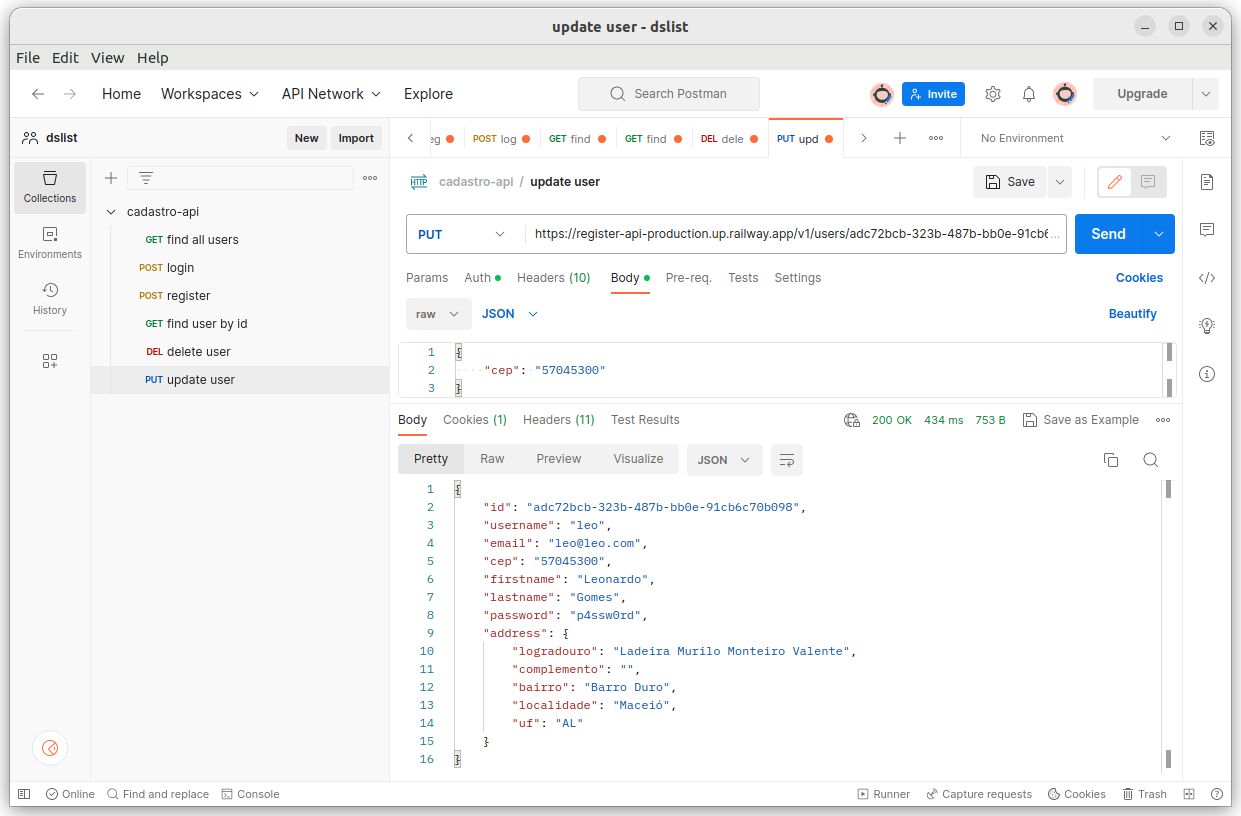 update user - dslist
File Edit View Help
Home Workspaces API Network Explore Search Postman Invite Upgrade
dslist New Import
eg POST log GET find GET find DEL dele PUT upd No Environment
Collections
Environments
History
cadastro-api
GET find all users
POST login
POST register
GET find user by id
DEL delete user
PUT update user
HTTP cadastro-api / update user Save
PUT https://register-api-production.up.railway.app/v1/users/adc72bcb-323b-487b-bb0e-91cb6... Send
Params Auth Headers (10) Body Pre-req. Tests Settings Cookies
raw JSON Beautify
1 {
2 "cep": "57045300"
3 }
Body Cookies (1) Headers (11) Test Results 200 OK 434 ms 753 B Save as Example
Pretty Raw Preview Visualize JSON
1 {
2 "id": "adc72bcb-323b-487b-bb0e-91cb6c70b098",
3 "username": "leo",
4 "email": "leo@leo.com",
5 "cep": "57045300",
6 "firstname": "Leonardo",
7 "lastname": "Gomes",
8 "password": "p4ssw0rd",
9 "address": {
10 "logradouro": "Ladeira Murilo Monteiro Valente",
11 "complemento": "",
12 "bairro": "Barro Duro",
13 "localidade": "Maceió",
14 "uf": "AL"
15 }
16 }
Online Find and replace Console Runner Capture requests Cookies Trash